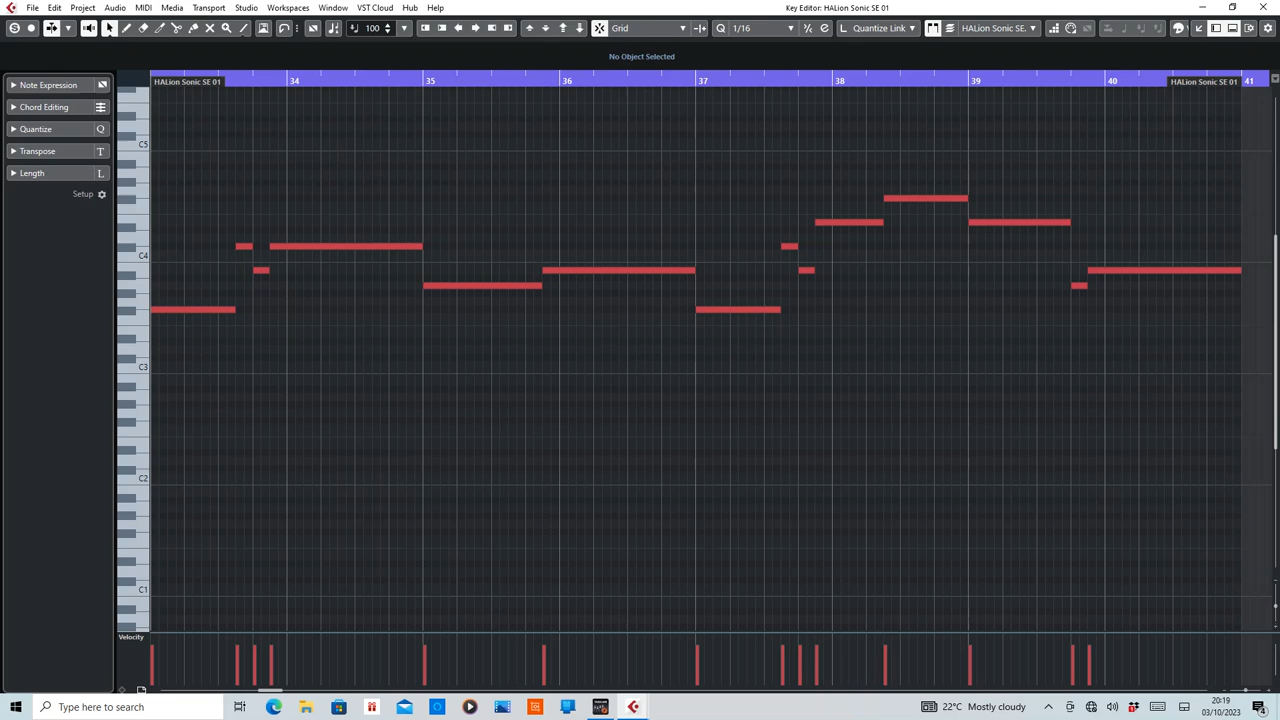 Key Editor: HALion Sonic SE 01
File Edit Project Audio MIDI Media Transport Studio Workspaces Window VST Cloud Hub Help
100 Grid Q 1/16 L Quantize Link HALion Sonic SE.
No Object Selected
34 35 36 37 38 39 40 41
HALion Sonic SE 01 HALion Sonic SE 01
Note Expression
Chord Editing
Quantize Q
Transpose T
Length L
Setup
C5
C4
C3
C2
C1
Velocity
Type here to search
22°C Mostly cloudy
20:19
03/10/2023
4